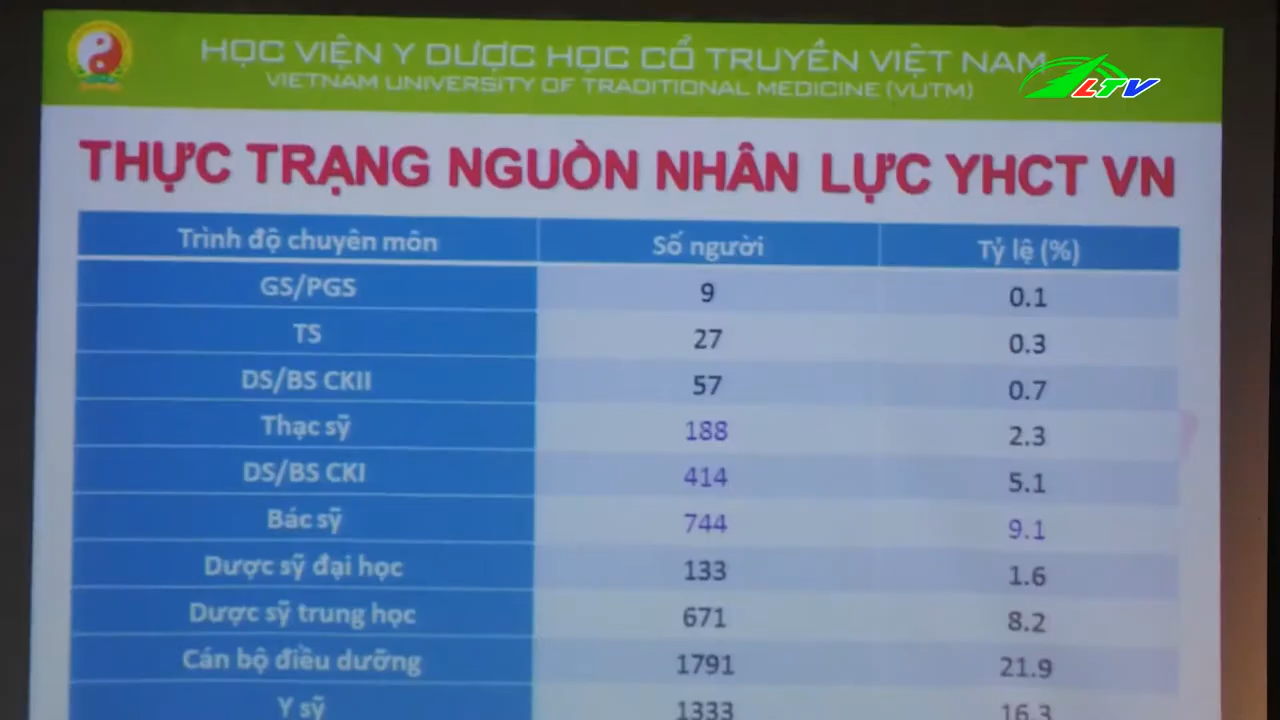 HỌC VIỆN Y DƯỢC HỌC CỔ TRUYỀN VIỆT NAM
VIETNAM UNIVERSITY OF TRADITIONAL MEDICINE (VUTM)
LTV
THỰC TRẠNG NGUỒN NHÂN LỰC YHCT VN
Trình độ chuyên môn Số người Tỷ lệ (%)
GS/PGS 9 0.1
TS 27 0.3
DS/BS CKII 57 0.7
Thạc sỹ 188 2.3
DS/BS CKI 414 5.1
Bác sỹ 744 9.1
Dược sỹ đại học 133 1.6
Dược sỹ trung học 671 8.2
Cán bộ điều dưỡng 1791 21.9
Y sỹ 1333 16.3